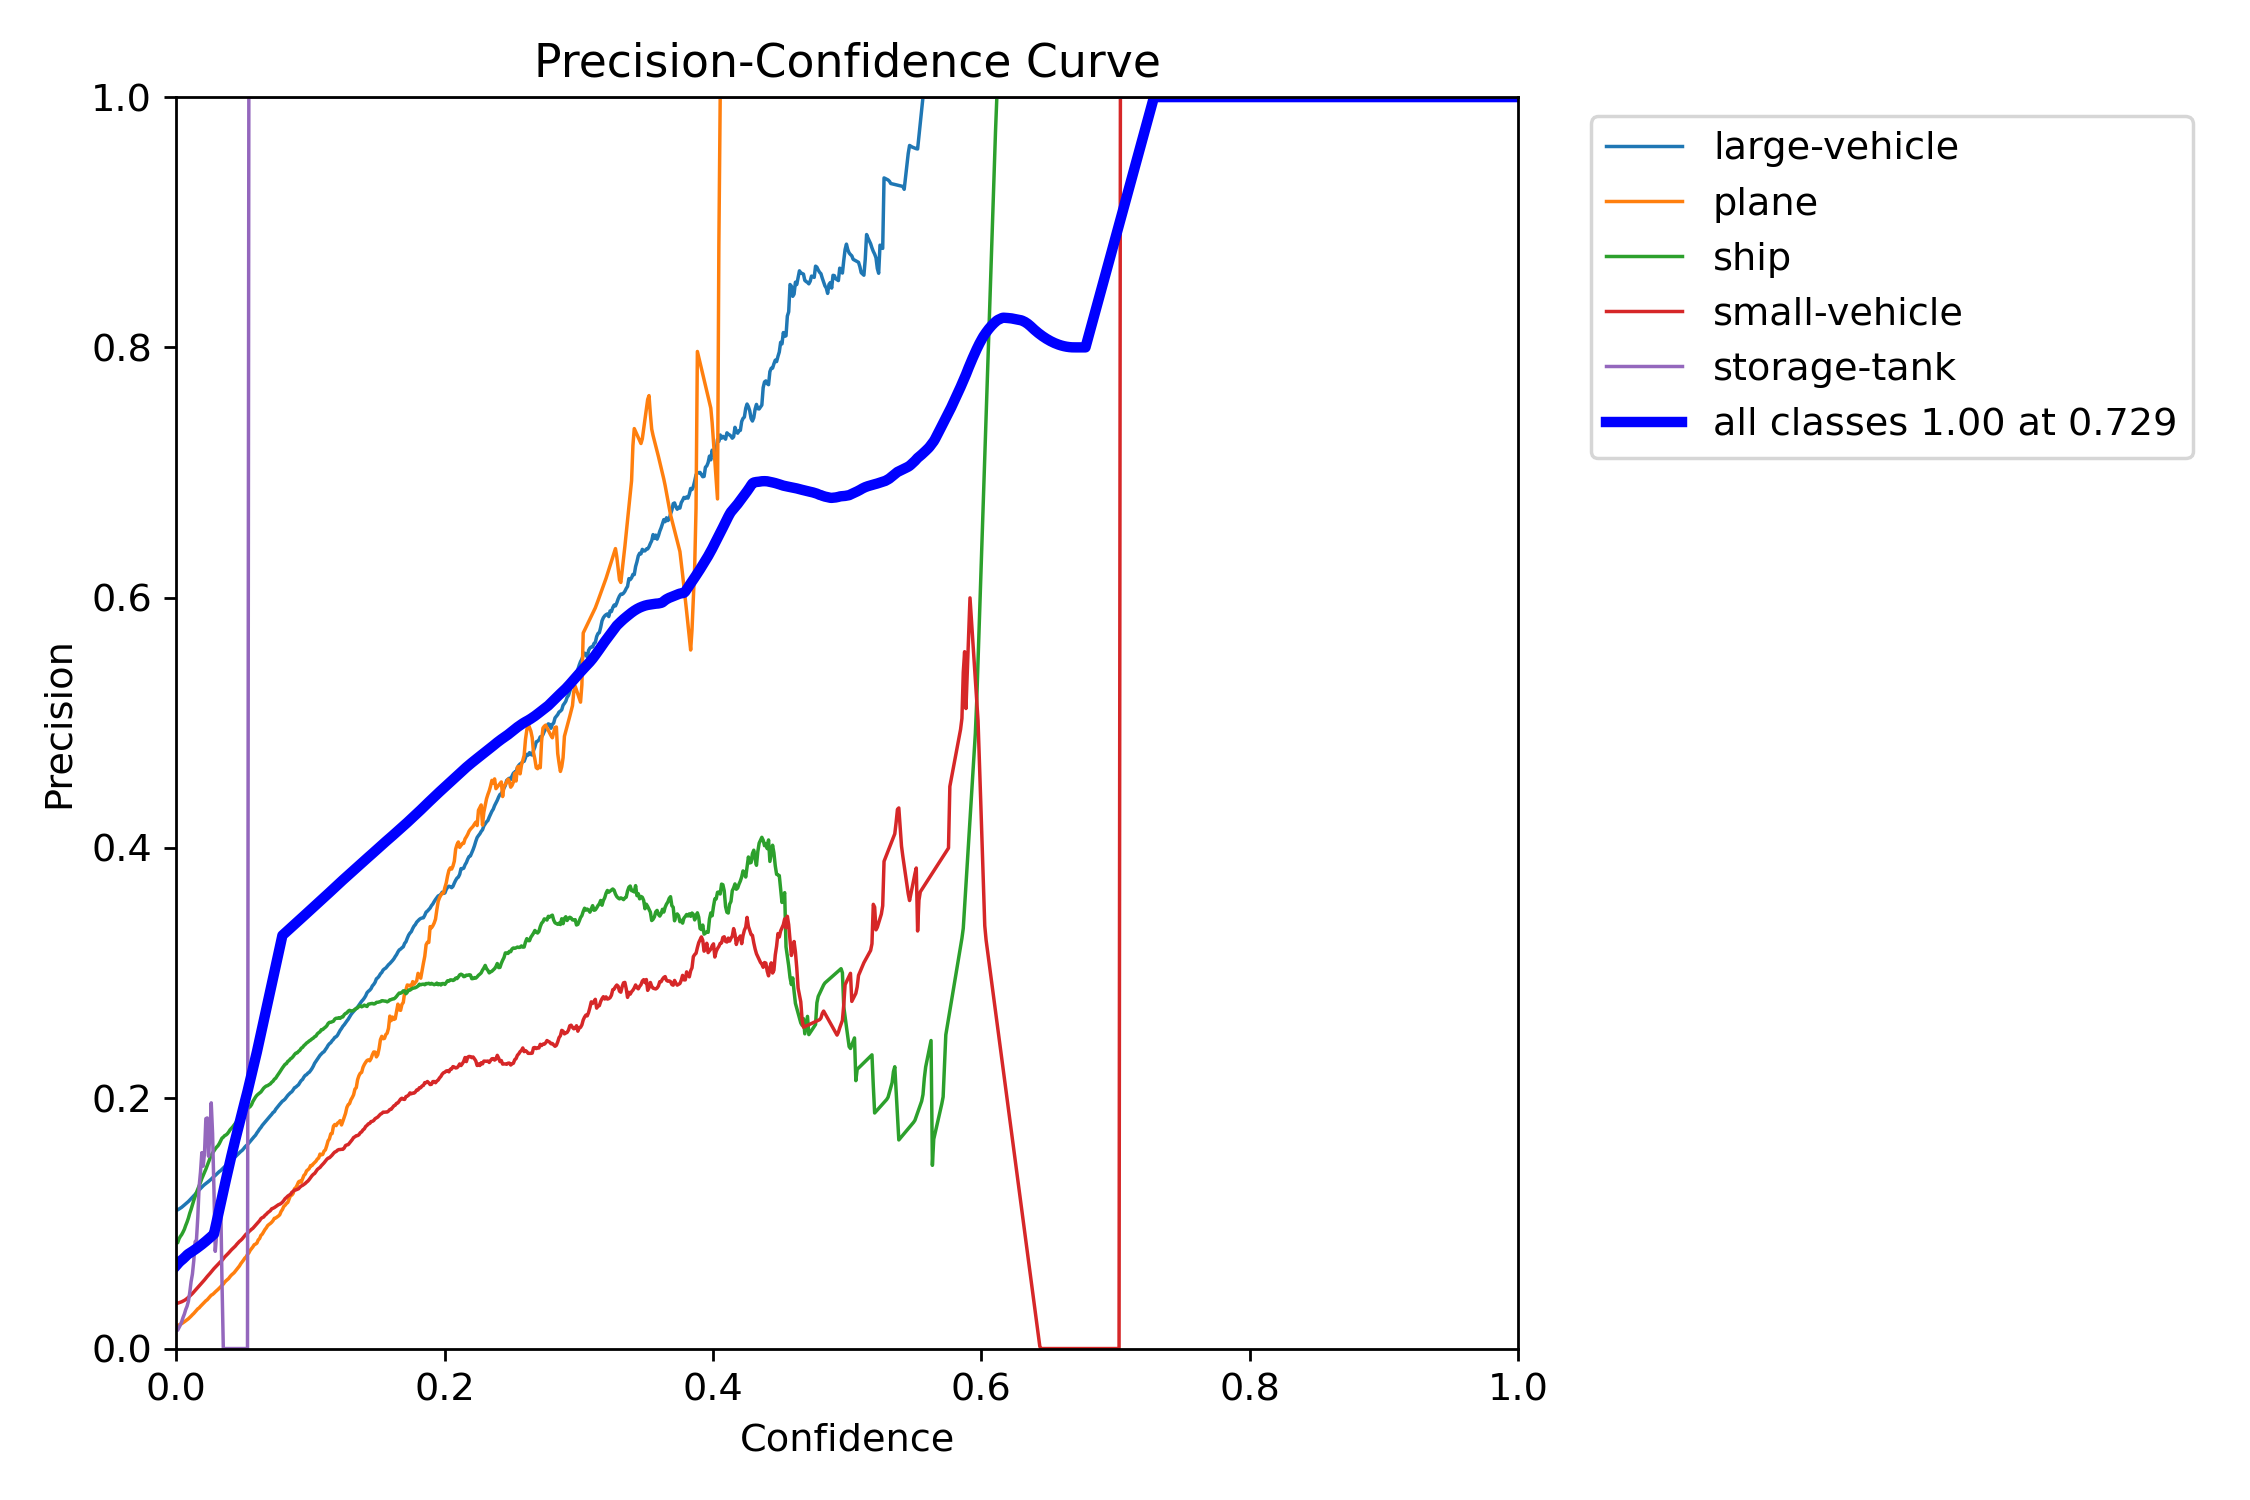 Precision-Confidence Curve
1.0
0.8
0.6
0.4
0.2
0.0
Precision
0.0 0.2 0.4 0.6 0.8 1.0
Confidence
large-vehicle
plane
ship
small-vehicle
storage-tank
all classes 1.00 at 0.729